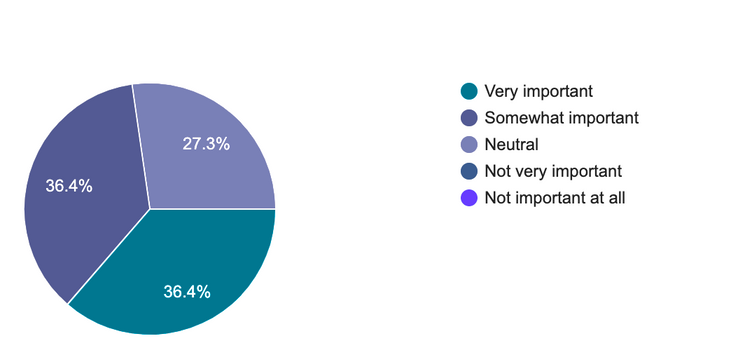 Very important
Somewhat important
27.3%
Neutral
Not very important
36.4%
Not important at all
36.4%